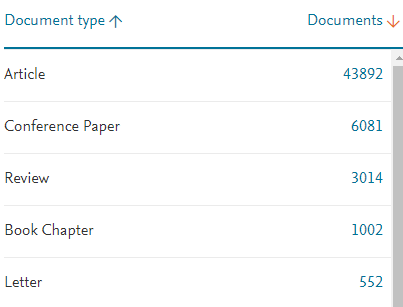 Document type ↑ Documents ↓
Article 43892
Conference Paper 6081
Review 3014
Book Chapter 1002
Letter 552